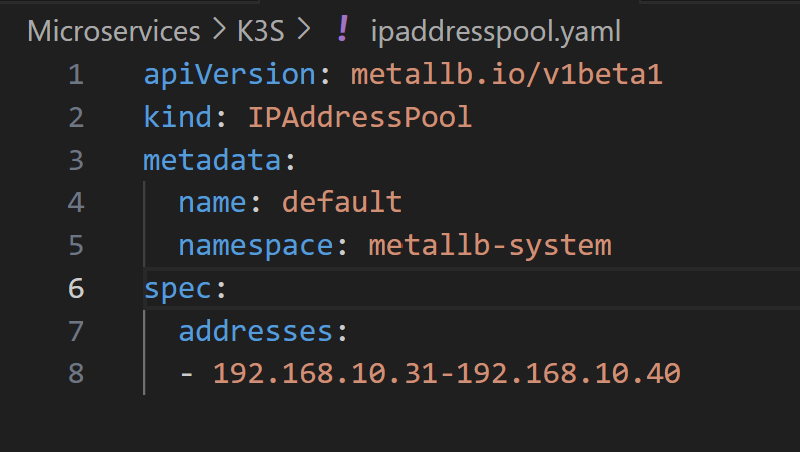 Microservices > K3S > ! ipaddresspool.yaml
1 apiVersion: metallb.io/v1beta1
2 kind: IPAddressPool
3 metadata:
4   name: default
5   namespace: metallb-system
6 spec:
7   addresses:
8   - 192.168.10.31-192.168.10.40